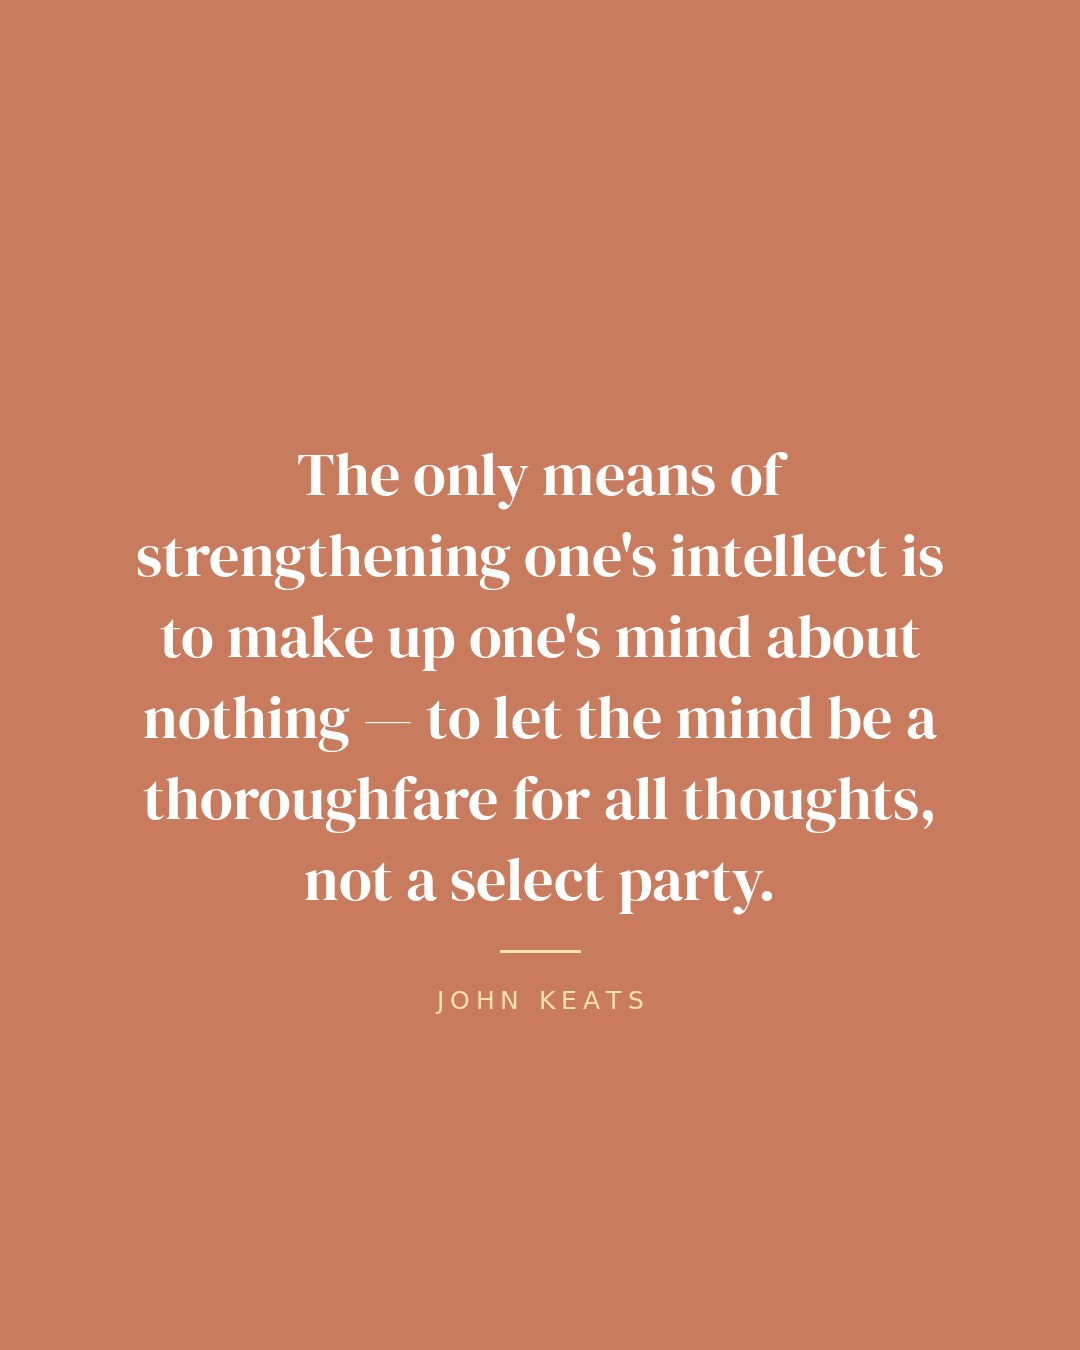 The only means of
strengthening one's intellect is
to make up one's mind about
nothing — to let the mind be a
thoroughfare for all thoughts,
not a select party.
JOHN KEATS